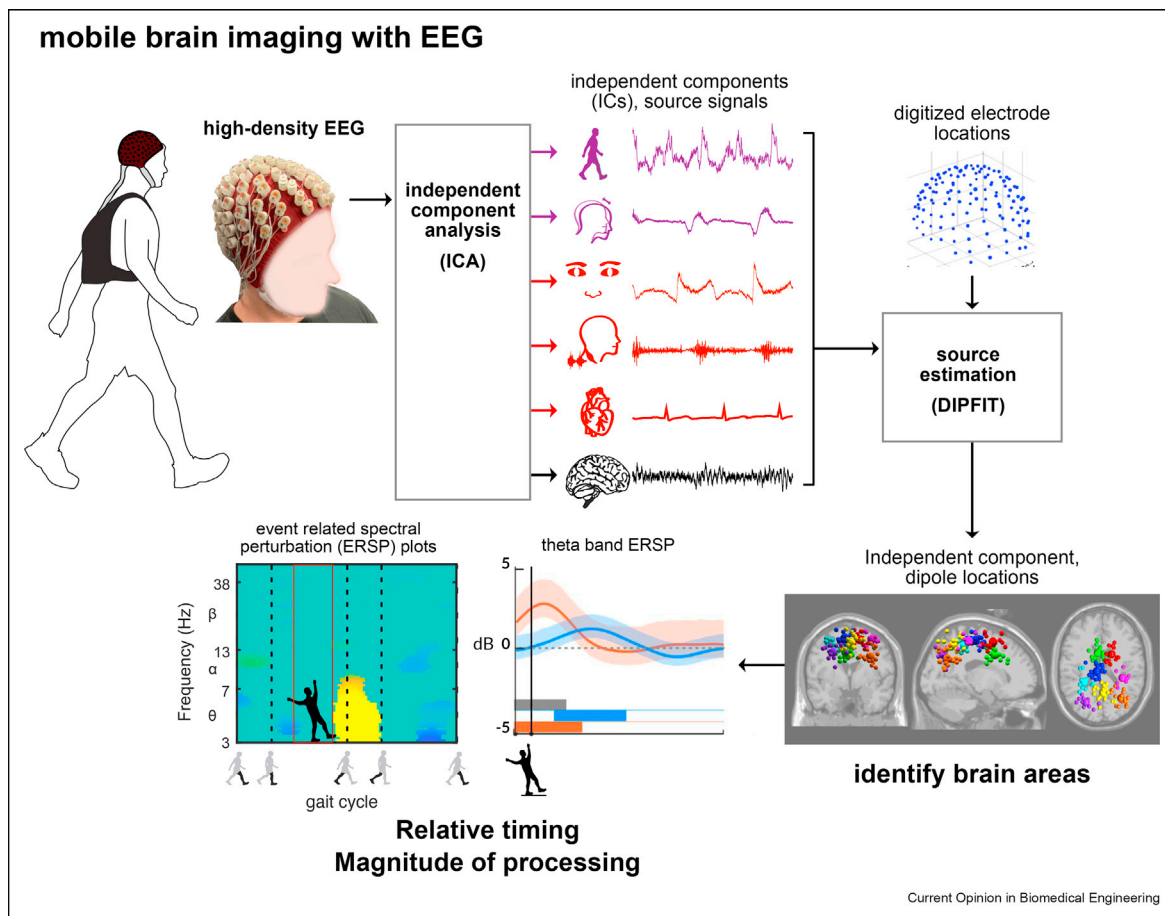 mobile brain imaging with EEG
high-density EEG
independent
component
analysis
(ICA)
independent components
(ICs), source signals
digitized electrode
locations
source
estimation
(DIPFIT)
Independent component,
dipole locations
identify brain areas
event related spectral
perturbation (ERSP) plots
Frequency (Hz)
38
β
13
α
7
θ
3
gait cycle
theta band ERSP
5
dB 0
-5
Relative timing
Magnitude of processing
Current Opinion in Biomedical Engineering